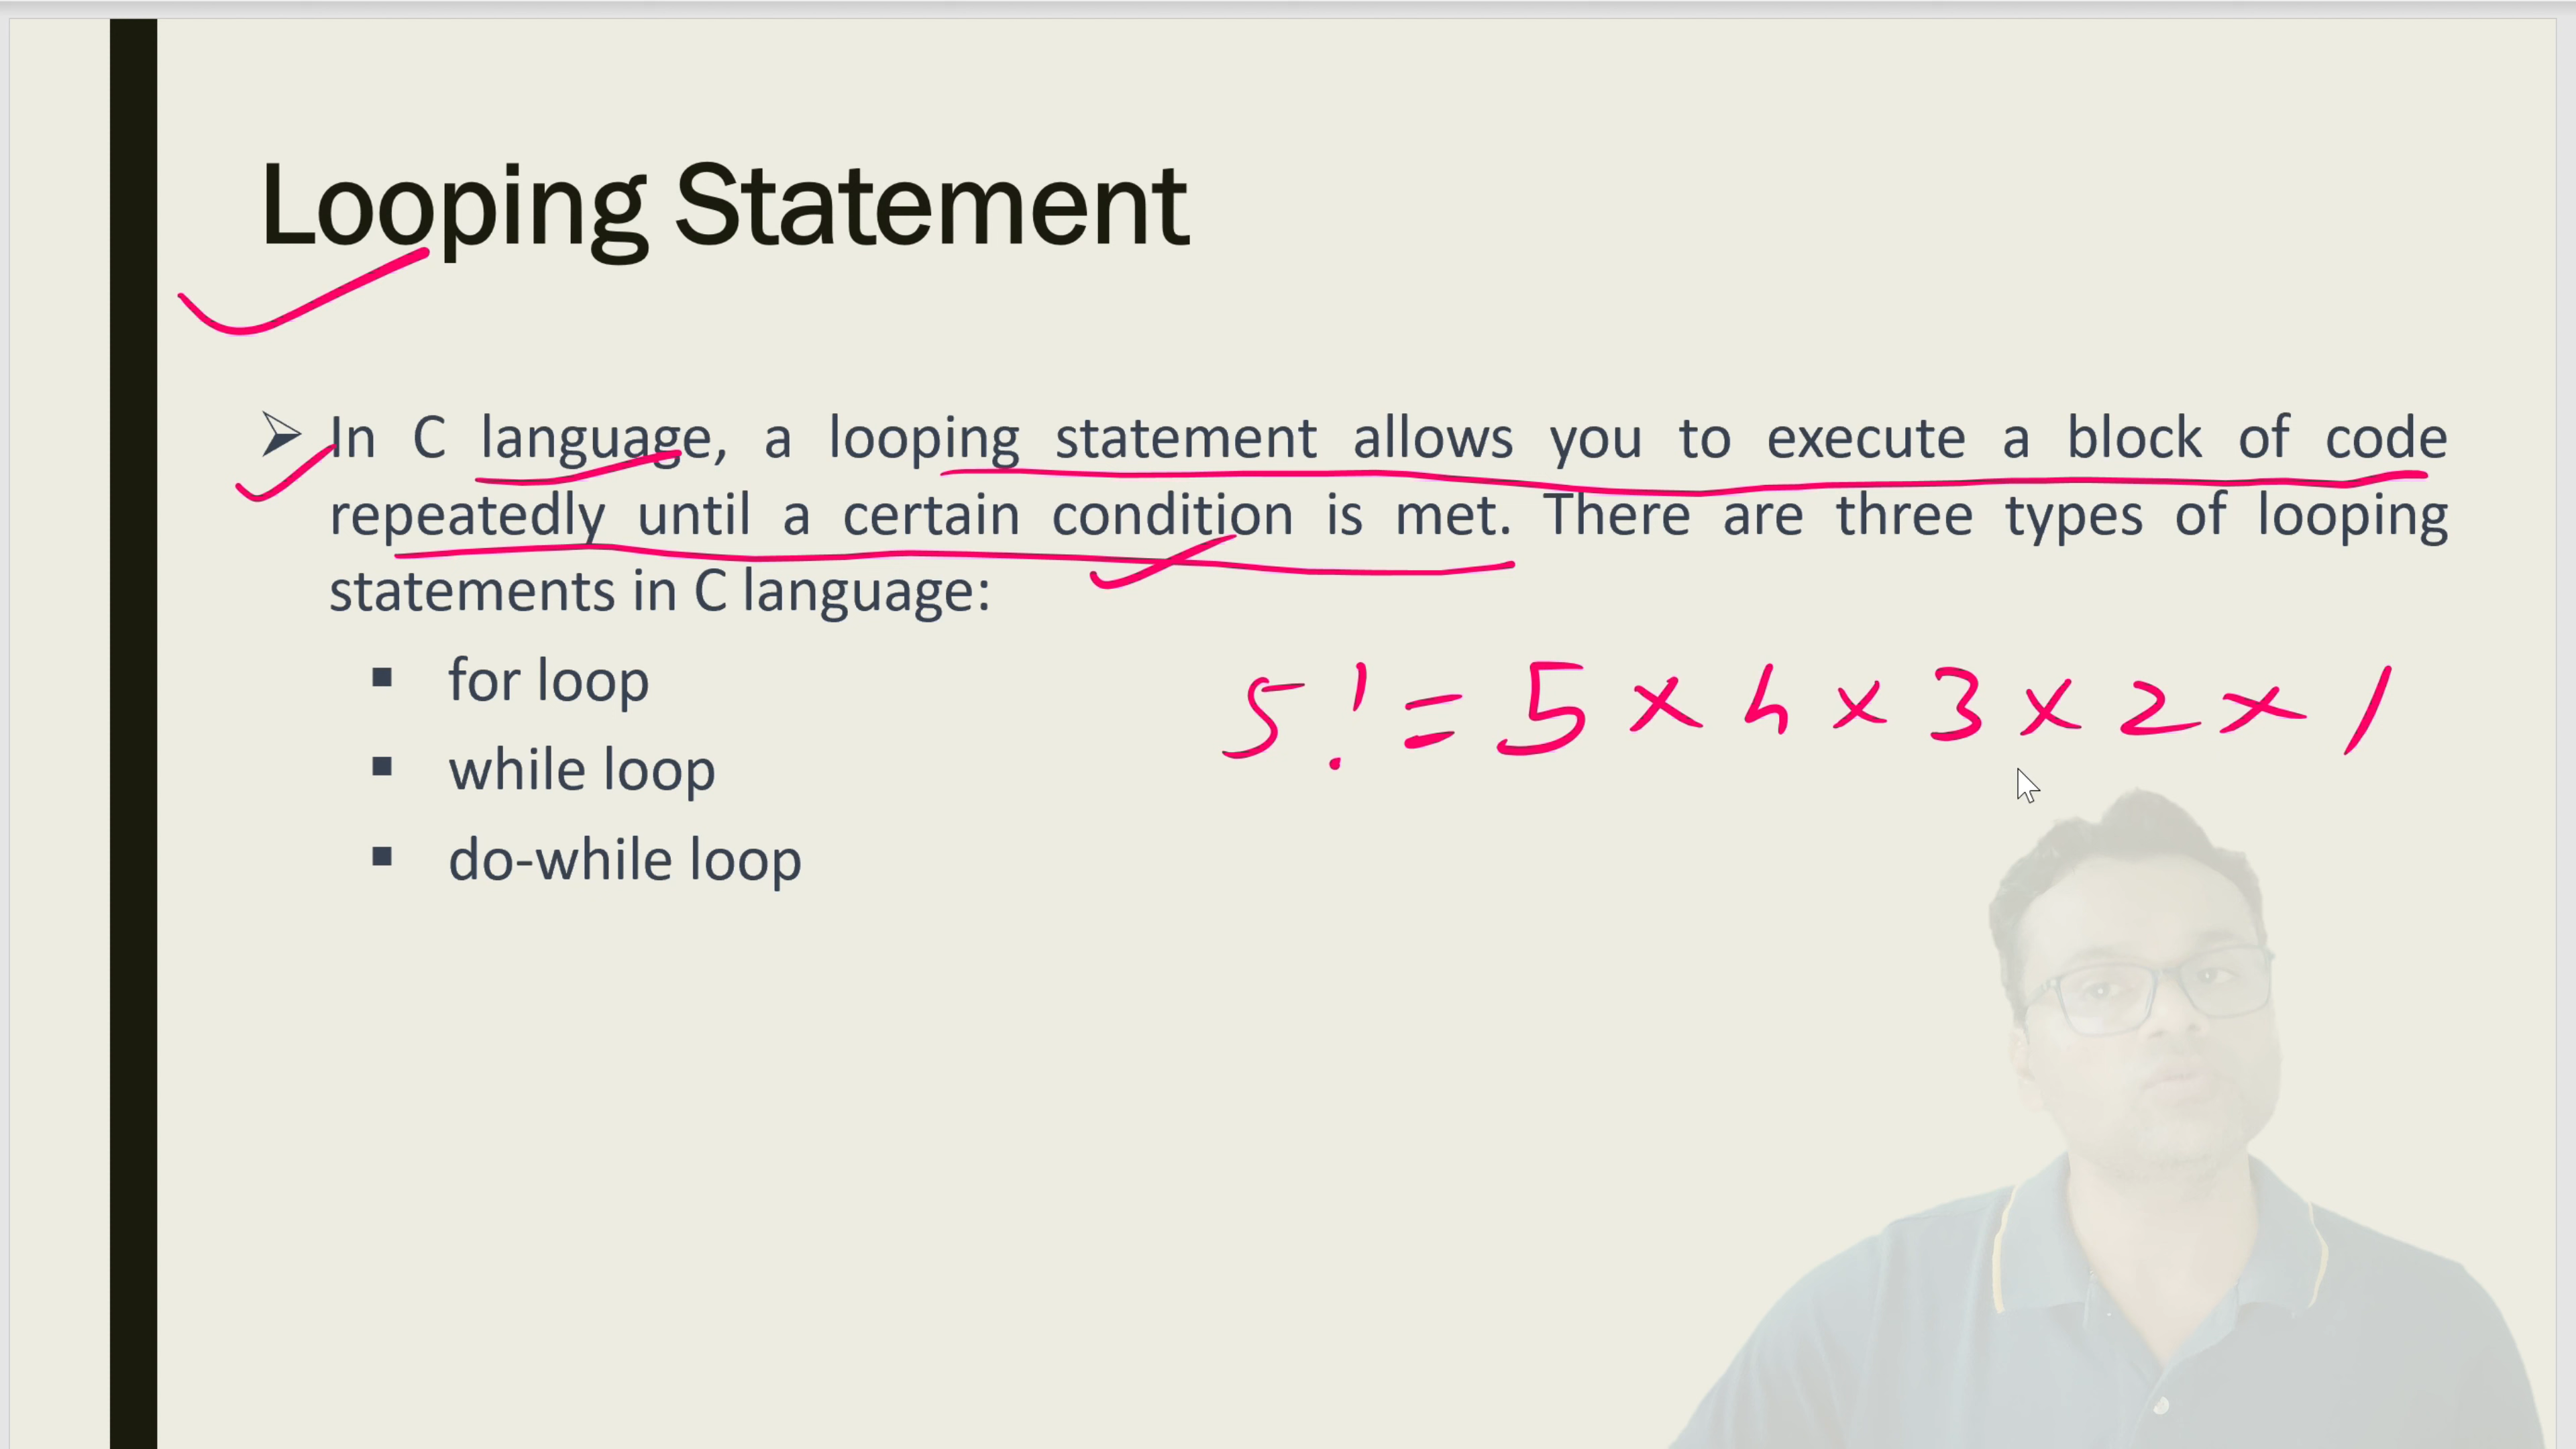 Looping Statement
In C language, a looping statement allows you to execute a block of code
repeatedly until a certain condition is met. There are three types of looping
statements in C language:
for loop
5! = 5 × 4 × 3 × 2 × 1
while loop
do-while loop